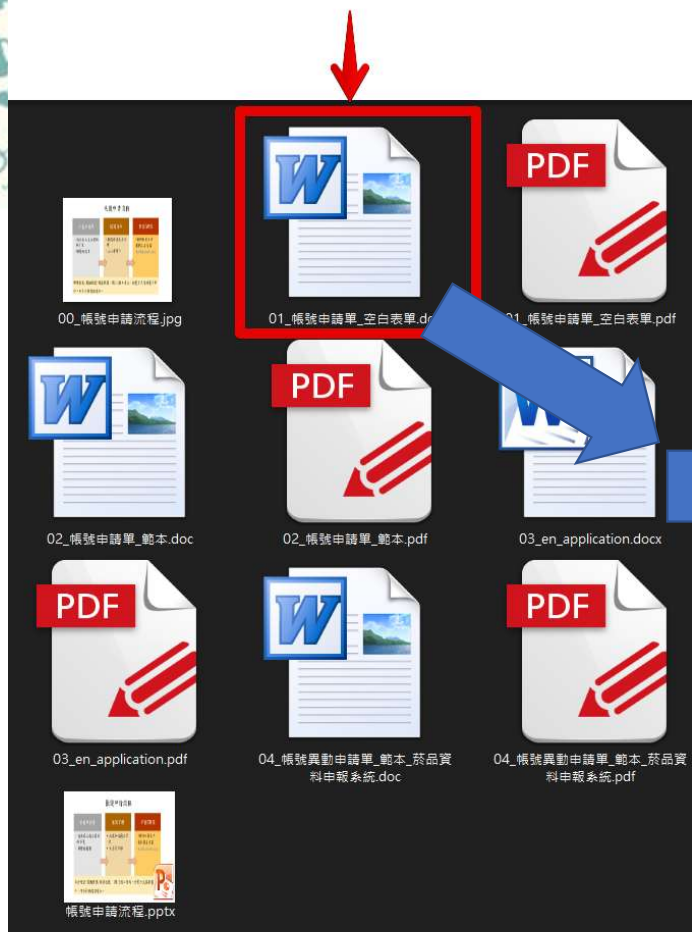 W
PDF
00_帳號申請流程.jpg
01_帳號申請單_空白表單.do
01_帳號申請單_空白表單.pdf
W
PDF
W
02_帳號申請單_範本.doc
02_帳號申請單_範本.pdf
03_en_application.docx
PDF
W
PDF
03_en_application.pdf
04_帳號異動申請單_範本_菸品資
料申報系統.doc
04_帳號異動申請單_範本_菸品資
料申報系統.pdf
帳號申請流程.pptx